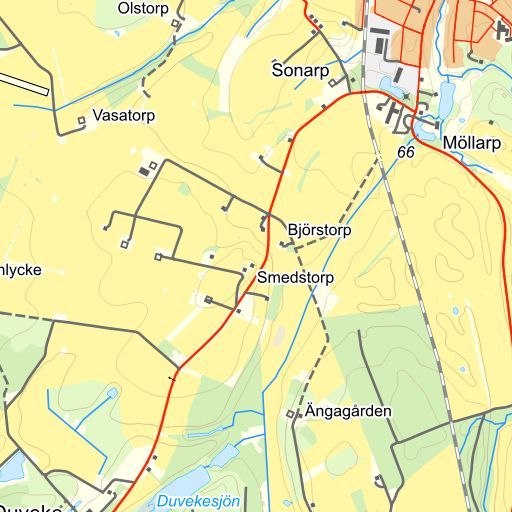 Olstorp
Sonarp
Vasatorp
Möllarp
66
Björstorp
Smedstorp
Ängagården
Duvekesjön